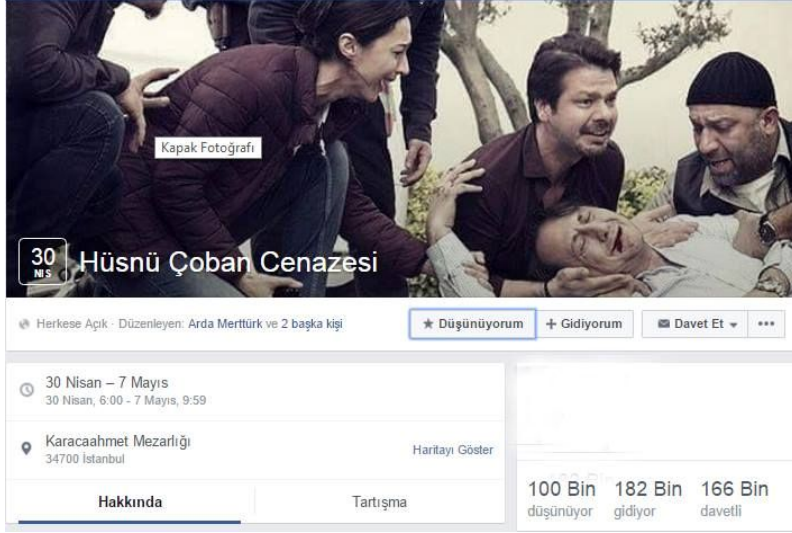 Kapak Fotoğrafı
30
NIS
Hüsnü Çoban Cenazesi
Herkese Açık · Düzenleyen: Arda Merttürk ve 2 başka kişi
★ Düşünüyorum
+ Gidiyorum
Davet Et
30 Nisan – 7 Mayıs
30 Nisan, 6:00 - 7 Mayıs, 9:59
Karacaahmet Mezarlığı
34700 İstanbul
Haritayı Göster
Hakkında
Tartışma
100 Bin 182 Bin 166 Bin
düşünüyor gidiyor davetli